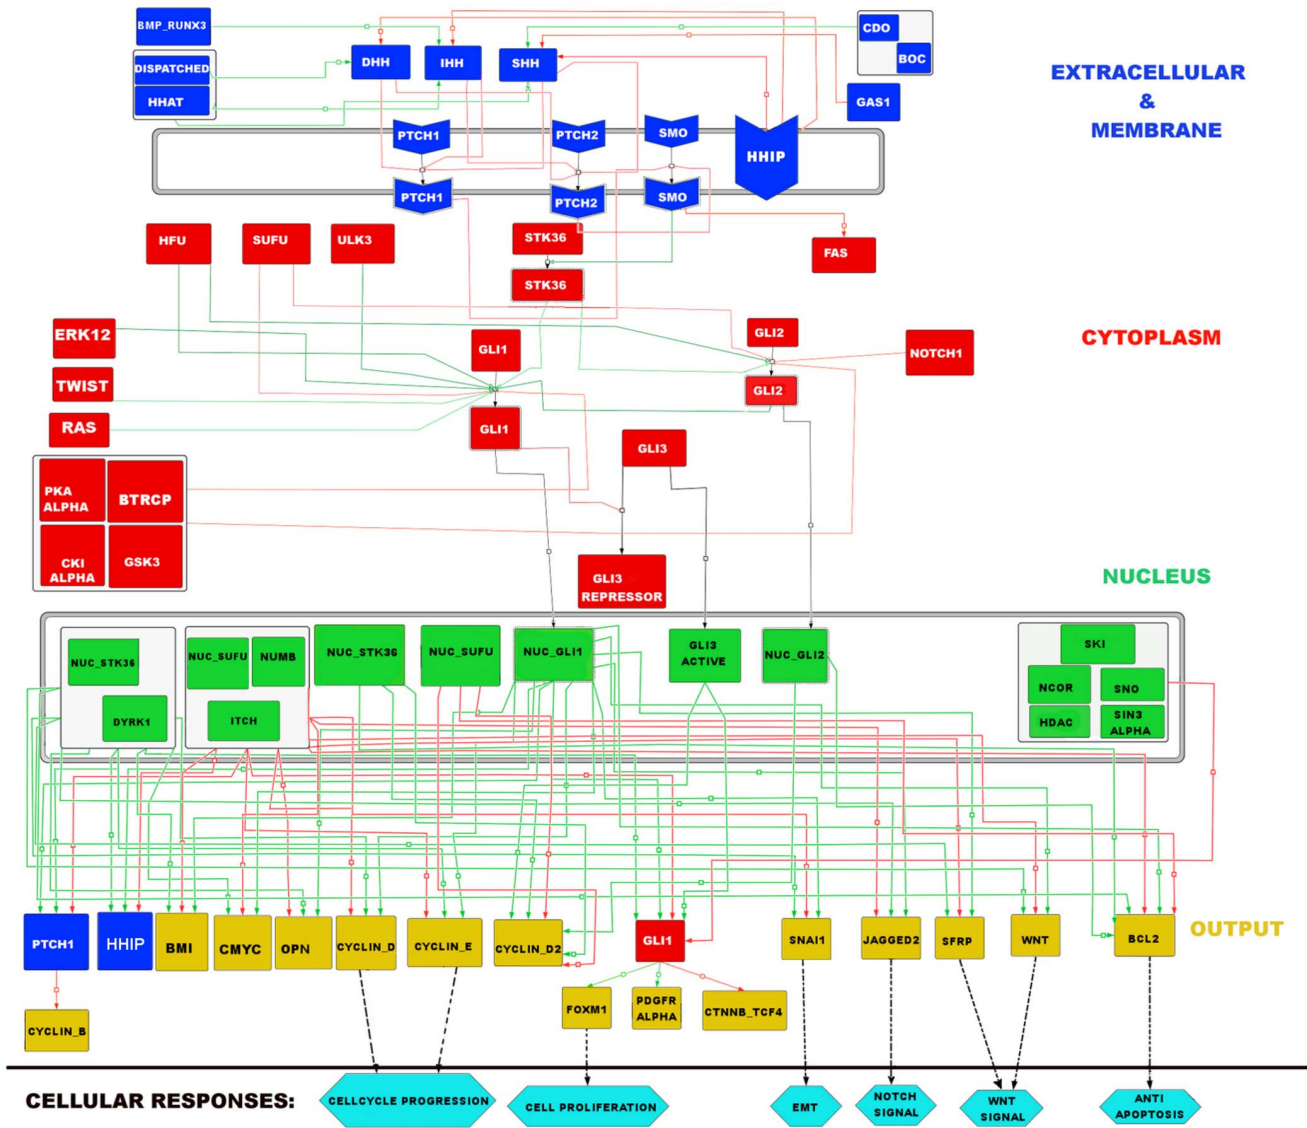 BMP_RUNX3
CDO
BOC
DHH
IHH
SHH
DISPATCHED
HHAT
GAS1
EXTRACELLULAR
&
MEMBRANE
PTCH1
PTCH2
SMO
HHIP
PTCH1
PTCH2
SMO
HFU
SUFU
ULK3
STK36
FAS
STK36
ERK12
GLI1
GLI2
NOTCH1
CYTOPLASM
TWIST
GLI2
RAS
GLI1
GLI3
PKA
ALPHA
BTRCP
CKI
ALPHA
GSK3
GLI3
REPRESSOR
NUCLEUS
NUC_STK36
DYRK1
NUC_SUFU
NUMB
ITCH
NUC_STK36
NUC_SUFU
NUC_GLI1
GLI3
ACTIVE
NUC_GLI2
SKI
NCOR
SNO
HDAC
SIN3
ALPHA
PTCH1
HHIP
BMI
CMYC
OPN
CYCLIN_D
CYCLIN_E
CYCLIN_D2
GLI1
SNAI1
JAGGED2
SFRP
WNT
BCL2
OUTPUT
CYCLIN_B
FOXM1
PDGFR
ALPHA
CTNNB_TCF4
CELLULAR RESPONSES:
CELLCYCLE PROGRESSION
CELL PROLIFERATION
EMT
NOTCH
SIGNAL
WNT
SIGNAL
ANTI
APOPTOSIS